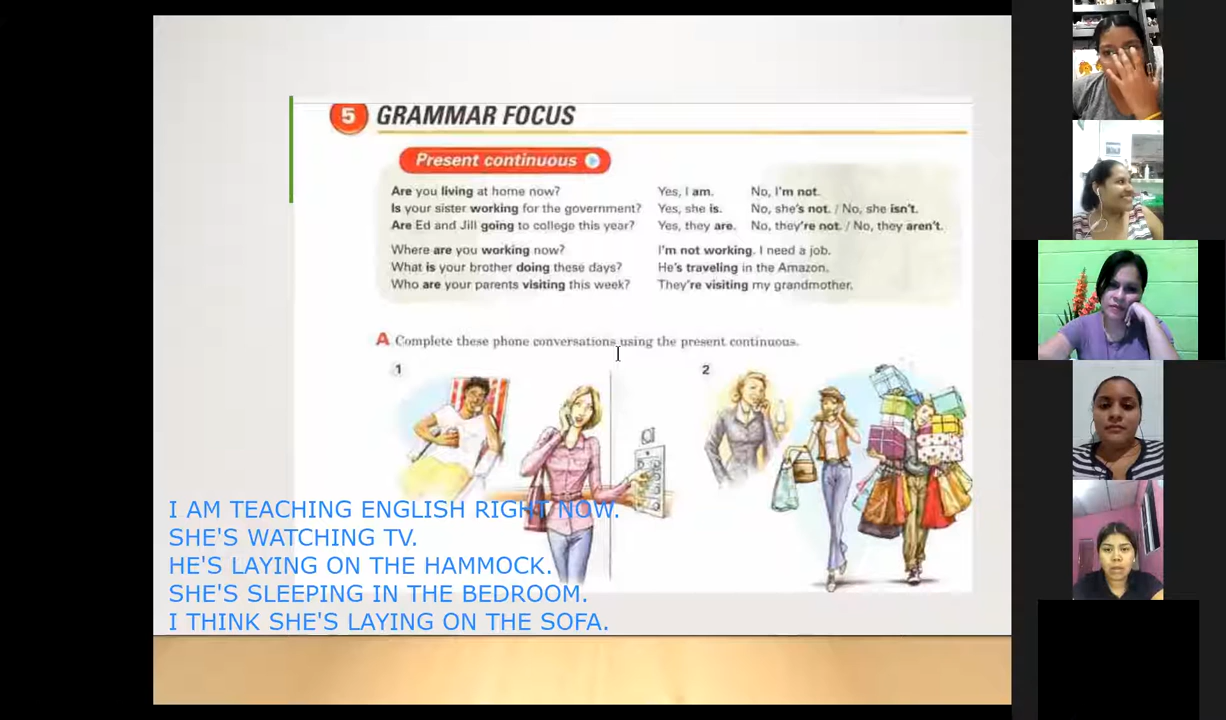 5 GRAMMAR FOCUS
Present continuous
Are you living at home now? Yes, I am. No, I'm not.
Is your sister working for the government? Yes, she is. No, she's not. / No, she isn't.
Are Ed and Jill going to college this year? Yes, they are. No, they're not. / No, they aren't.
Where are you working now? I'm not working. I need a job.
What is your brother doing these days? He's traveling in the Amazon.
Who are your parents visiting this week? They're visiting my grandmother.
A Complete these phone conversations using the present continuous.
1 2
I AM TEACHING ENGLISH RIGHT NOW.
SHE'S WATCHING TV.
HE'S LAYING ON THE HAMMOCK.
SHE'S SLEEPING IN THE BEDROOM.
I THINK SHE'S LAYING ON THE SOFA.